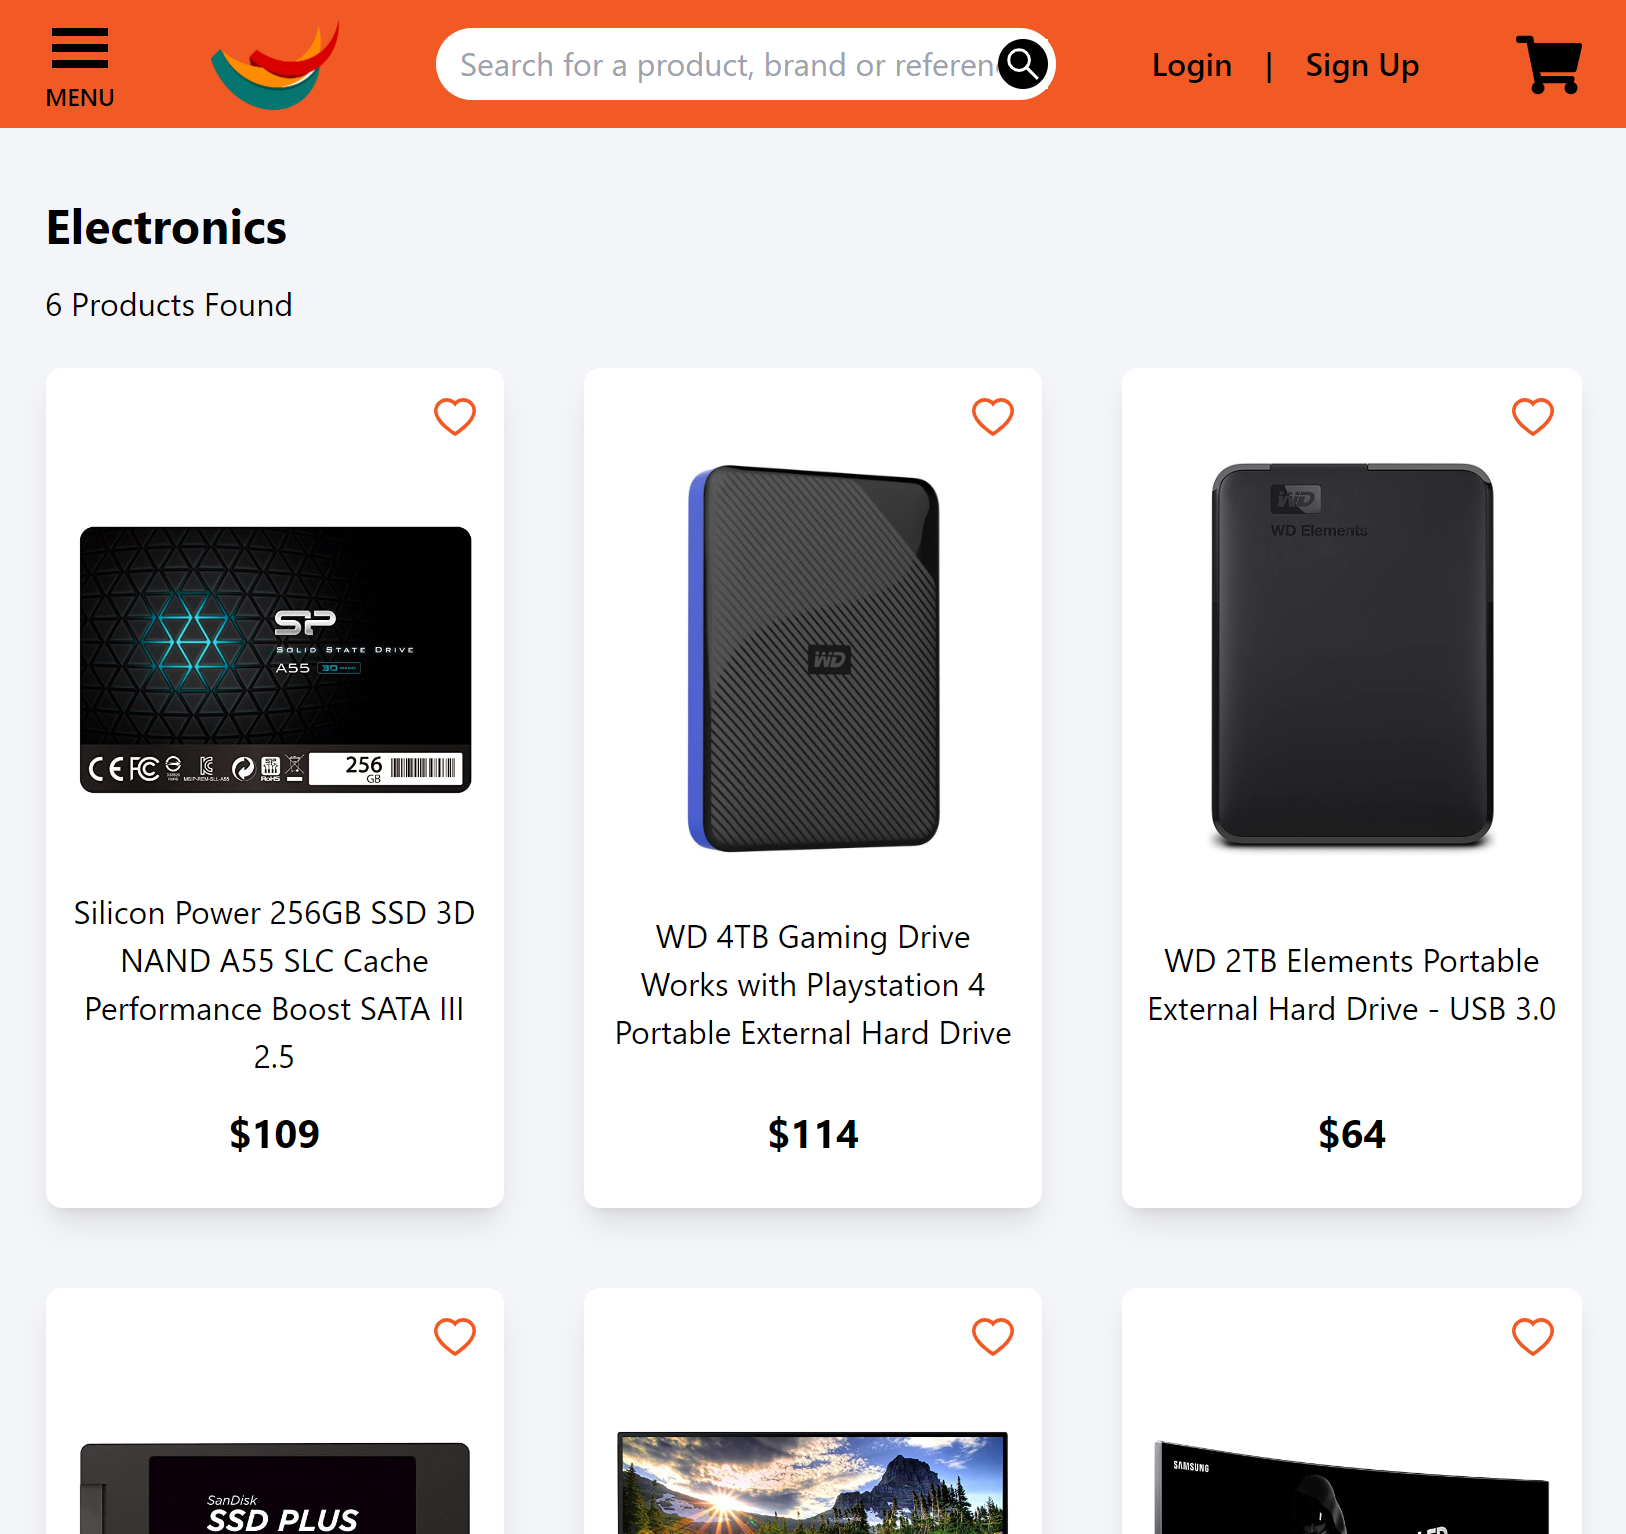 MENU
Search for a product, brand or referen
Login | Sign Up
Electronics
6 Products Found
SP
SOLID STATE DRIVE
A55 3D NAND
256
GB
WD
WD
WD Elements
Silicon Power 256GB SSD 3D
NAND A55 SLC Cache
Performance Boost SATA III
2.5
$109
WD 4TB Gaming Drive
Works with Playstation 4
Portable External Hard Drive
$114
WD 2TB Elements Portable
External Hard Drive - USB 3.0
$64
SanDisk
SSD PLUS
SAMSUNG